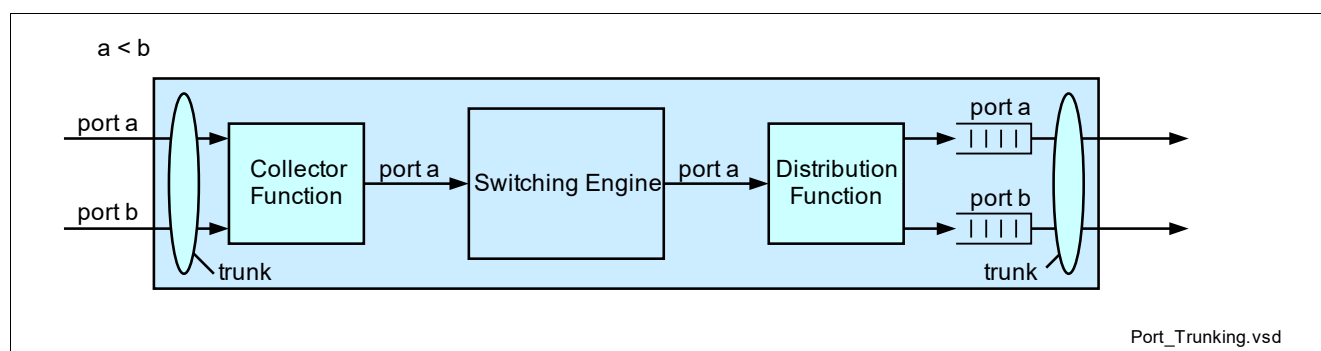 a < b
port a
port b
trunk
Collector
Function
port a
Switching Engine
port a
Distribution
Function
port a
port b
trunk
Port_Trunking.vsd